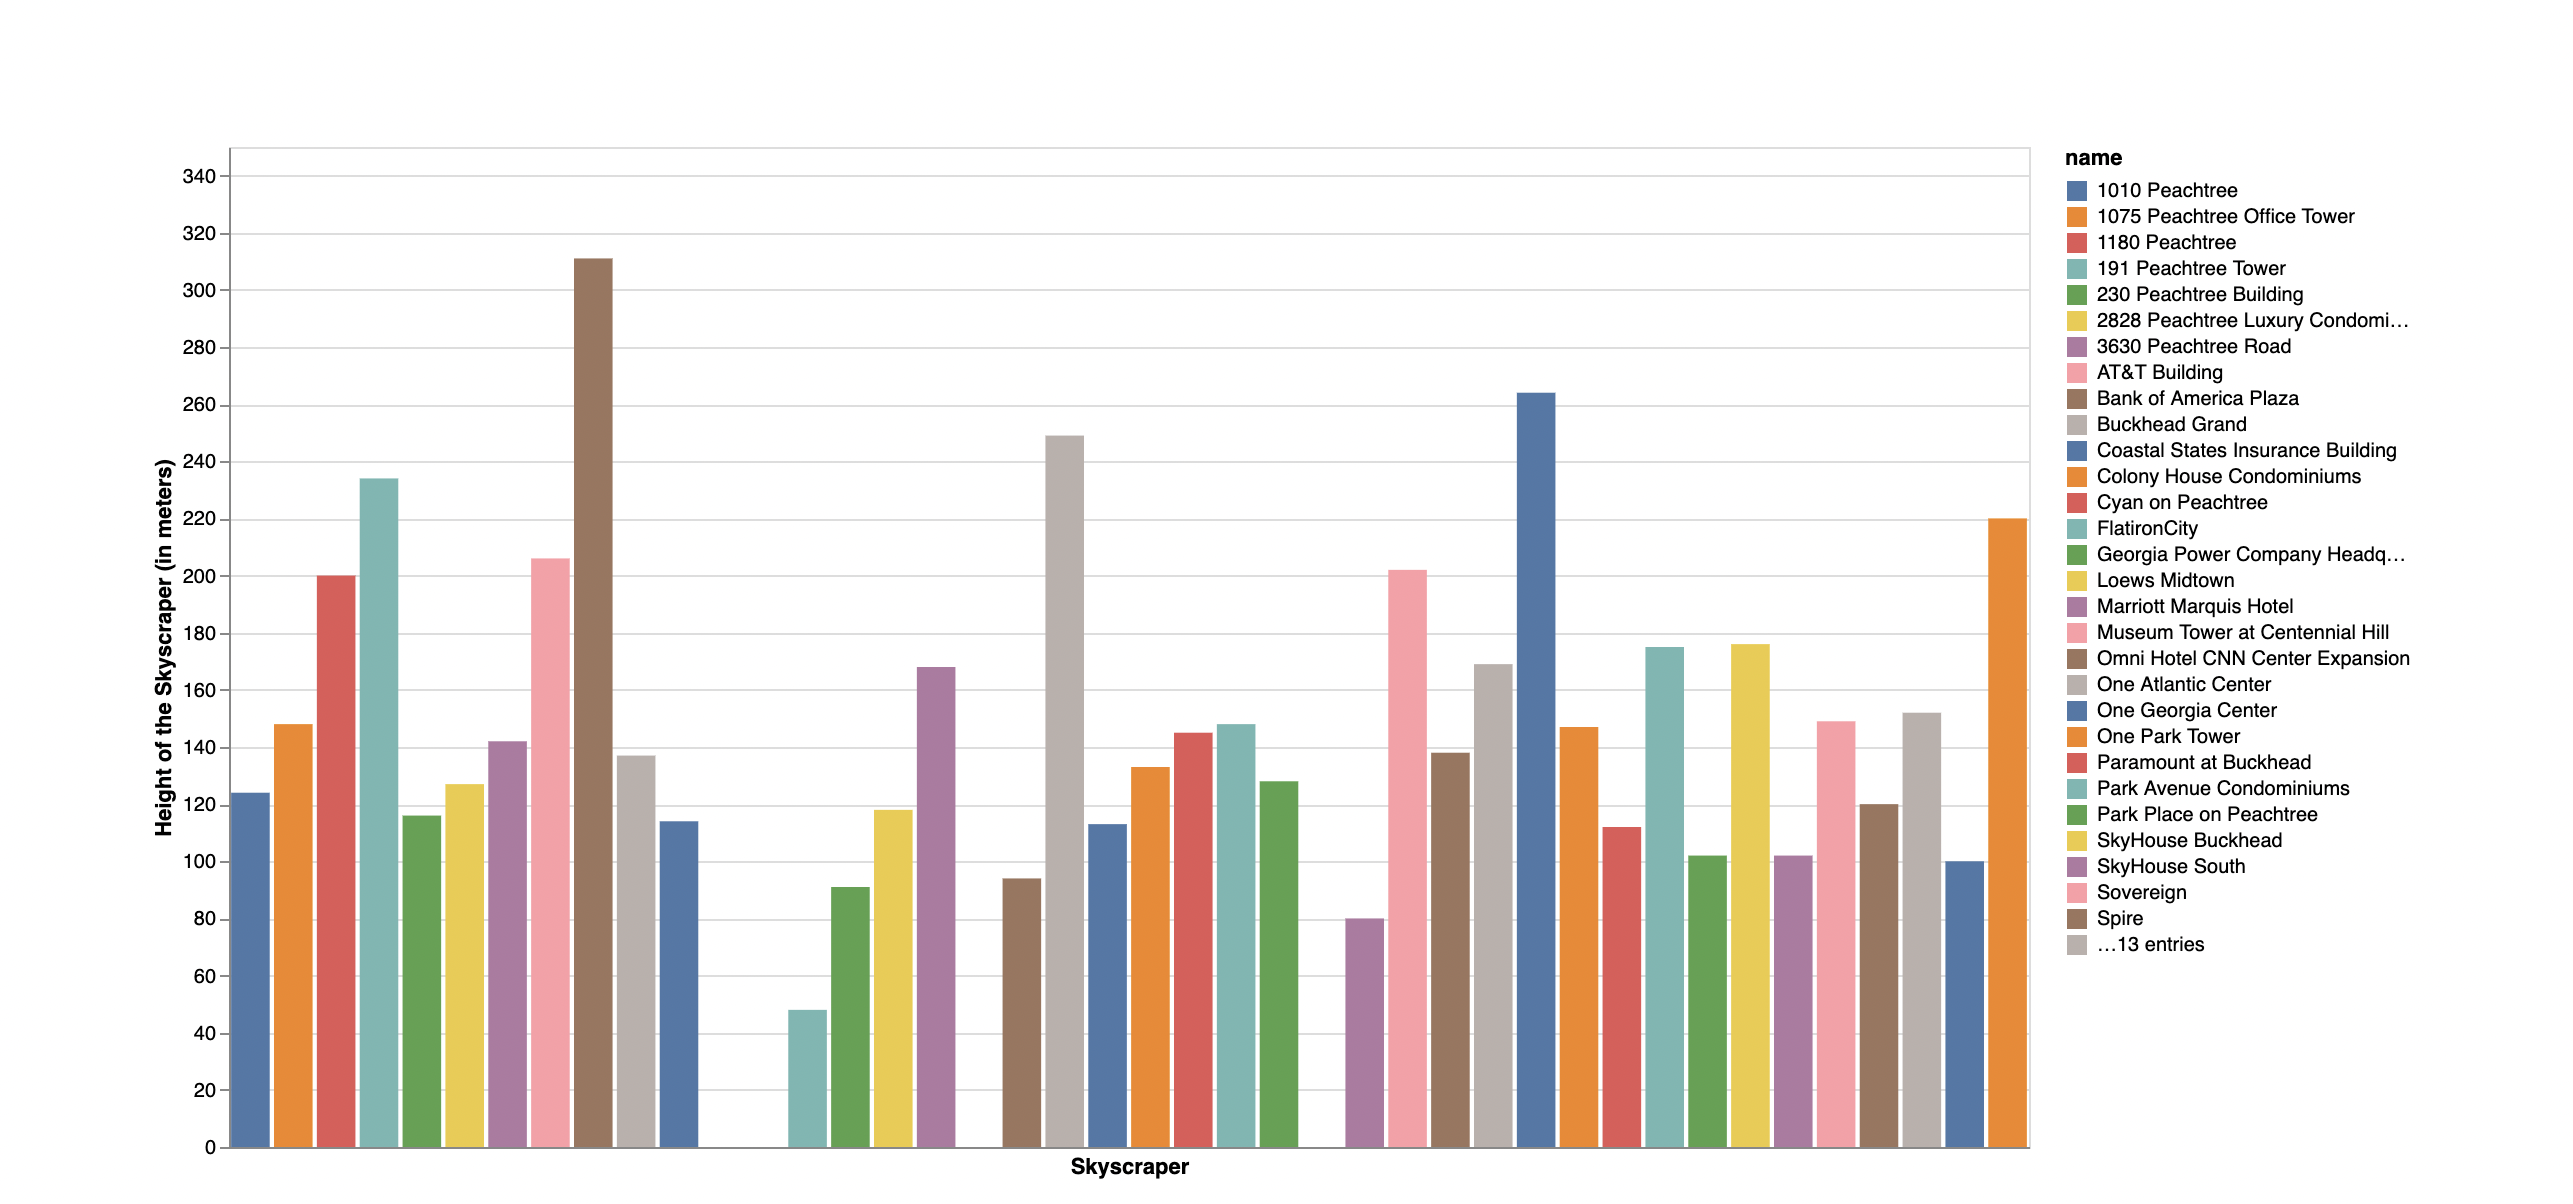 Height of the Skyscraper (in meters)
340
320
300
280
260
240
220
200
180
160
140
120
100
80
60
40
20
0
Skyscraper
name
1010 Peachtree
1075 Peachtree Office Tower
1180 Peachtree
191 Peachtree Tower
230 Peachtree Building
2828 Peachtree Luxury Condomi…
3630 Peachtree Road
AT&T Building
Bank of America Plaza
Buckhead Grand
Coastal States Insurance Building
Colony House Condominiums
Cyan on Peachtree
FlatironCity
Georgia Power Company Headq…
Loews Midtown
Marriott Marquis Hotel
Museum Tower at Centennial Hill
Omni Hotel CNN Center Expansion
One Atlantic Center
One Georgia Center
One Park Tower
Paramount at Buckhead
Park Avenue Condominiums
Park Place on Peachtree
SkyHouse Buckhead
SkyHouse South
Sovereign
Spire
…13 entries